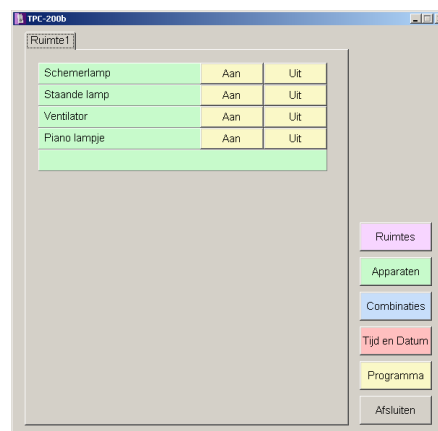 TPC-200b
Ruimte1
Schemerlamp Aan Uit
Staande lamp Aan Uit
Ventilator Aan Uit
Piano lampje Aan Uit
Ruimtes
Apparaten
Combinaties
Tijd en Datum
Programma
Afsluiten